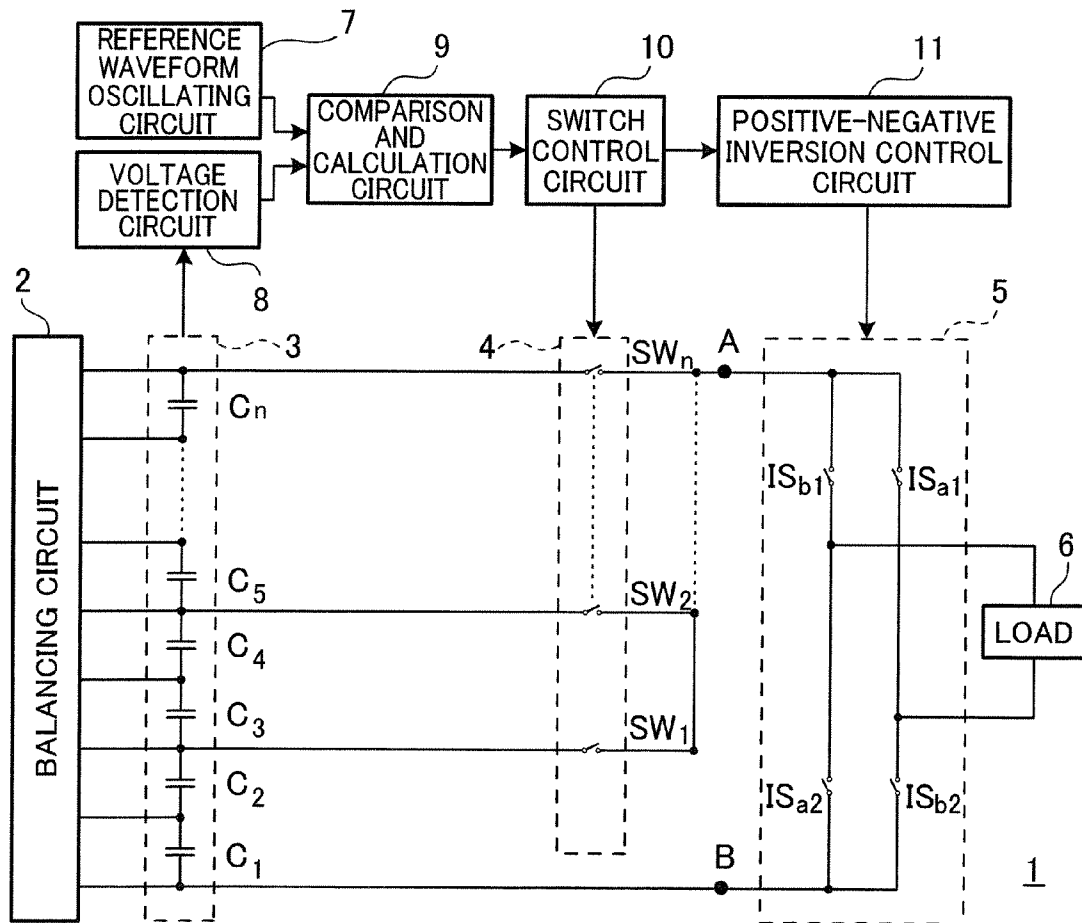 7
REFERENCE
WAVEFORM
OSCILLATING
CIRCUIT
9
COMPARISON
AND
CALCULATION
CIRCUIT
10
SWITCH
CONTROL
CIRCUIT
11
POSITIVE-NEGATIVE
INVERSION CONTROL
CIRCUIT
VOLTAGE
DETECTION
CIRCUIT
8
2
BALANCING CIRCUIT
3
4
5
SWn
A
Cn
ISb1
ISa1
C5
SW2
6
LOAD
C4
C3
SW1
C2
ISa2
ISb2
C1
B
1